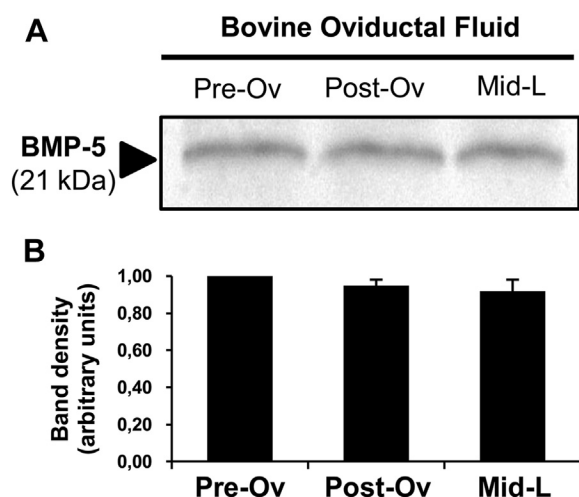 A
Bovine Oviductal Fluid
Pre-Ov Post-Ov Mid-L
BMP-5
(21 kDa)
B
Band density
(arbitrary units)
1,00
0,80
0,60
0,40
0,20
0,00
Pre-Ov Post-Ov Mid-L